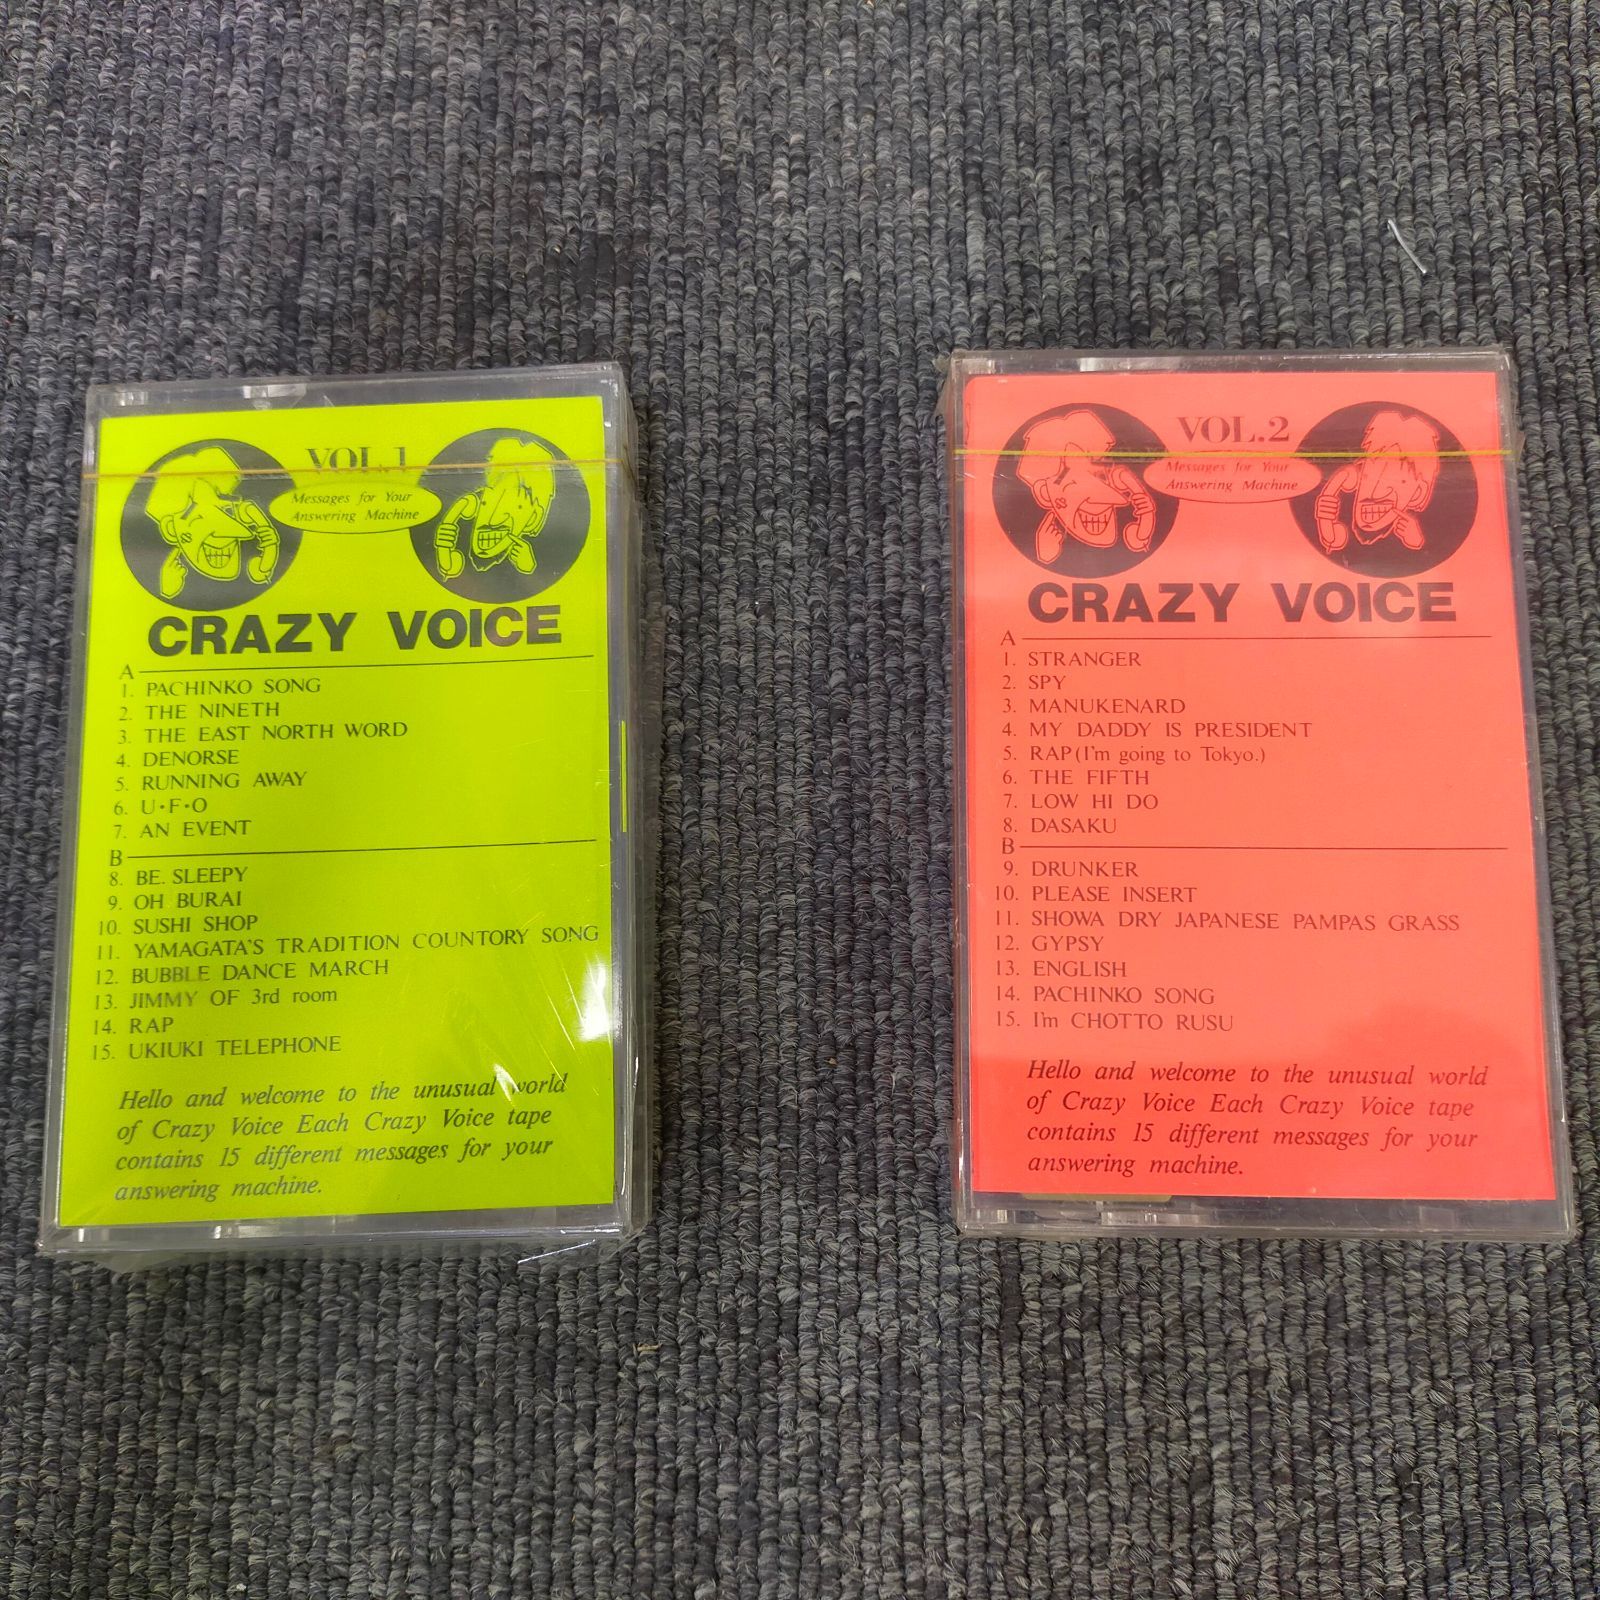 VOL.1
Messages for Your
Answering Machine
CRAZY VOICE
A
1. PACHINKO SONG
2. THE NINETH
3. THE EAST NORTH WORD
4. DENORSE
5. RUNNING AWAY
6. U・F・O
7. AN EVENT
B
8. BE. SLEEPY
9. OH BURAI
10. SUSHI SHOP
11. YAMAGATA'S TRADITION COUNTORY SONG
12. BUBBLE DANCE MARCH
13. JIMMY OF 3rd room
14. RAP
15. UKIUKI TELEPHONE
Hello and welcome to the unusual world
of Crazy Voice Each Crazy Voice tape
contains 15 different messages for your
answering machine.
VOL.2
Messages for Your
Answering Machine
CRAZY VOICE
A
1. STRANGER
2. SPY
3. MANUKENARD
4. MY DADDY IS PRESIDENT
5. RAP (I'm going to Tokyo.)
6. THE FIFTH
7. LOW HI DO
8. DASAKU
B
9. DRUNKER
10. PLEASE INSERT
11. SHOWA DRY JAPANESE PAMPAS GRASS
12. GYPSY
13. ENGLISH
14. PACHINKO SONG
15. I'm CHOTTO RUSU
Hello and welcome to the unusual world
of Crazy Voice Each Crazy Voice tape
contains 15 different messages for your
answering machine.